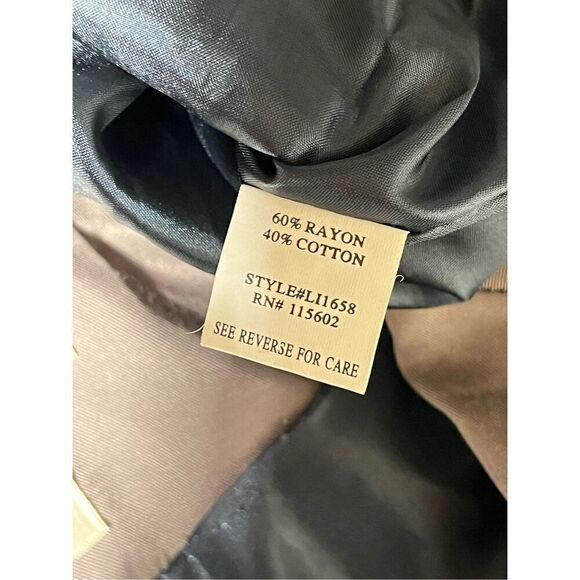 60% RAYON
40% COTTON
STYLE#LI1658
RN# 115602
SEE REVERSE FOR CARE